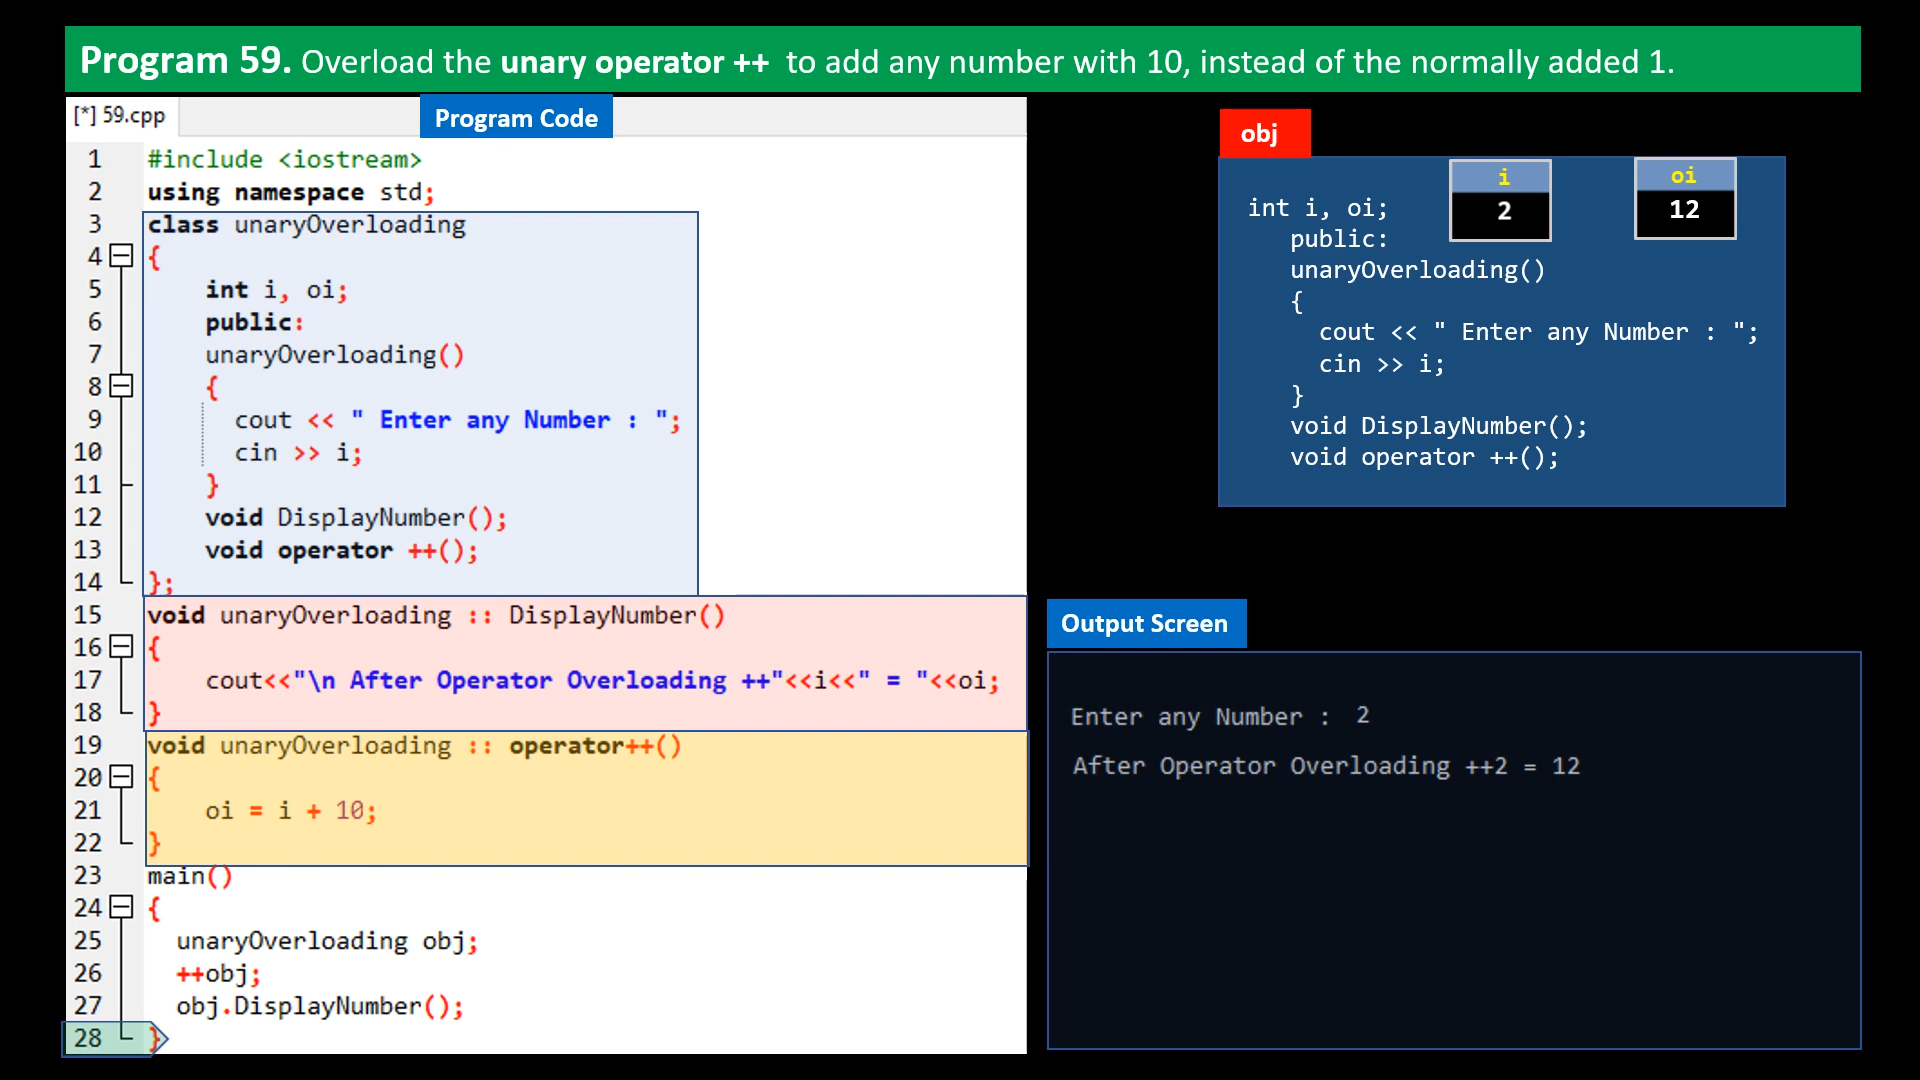 Program 59. Overload the unary operator ++ to add any number with 10, instead of the normally added 1.
[*] 59.cpp
Program Code
1 #include <iostream>
2 using namespace std;
3 class unaryOverloading
4 {
5 int i, oi;
6 public:
7 unaryOverloading()
8 {
9 cout << " Enter any Number : ";
10 cin >> i;
11 }
12 void DisplayNumber();
13 void operator ++();
14 };
15 void unaryOverloading :: DisplayNumber()
16 {
17 cout<<"\n After Operator Overloading ++"<<i<<" = "<<oi;
18 }
19 void unaryOverloading :: operator++()
20 {
21 oi = i + 10;
22 }
23 main()
24 {
25 unaryOverloading obj;
26 ++obj;
27 obj.DisplayNumber();
28 }
obj
i
2
oi
12
int i, oi;
public:
unaryOverloading()
{
cout << " Enter any Number : ";
cin >> i;
}
void DisplayNumber();
void operator ++();
Output Screen
Enter any Number : 2
After Operator Overloading ++2 = 12